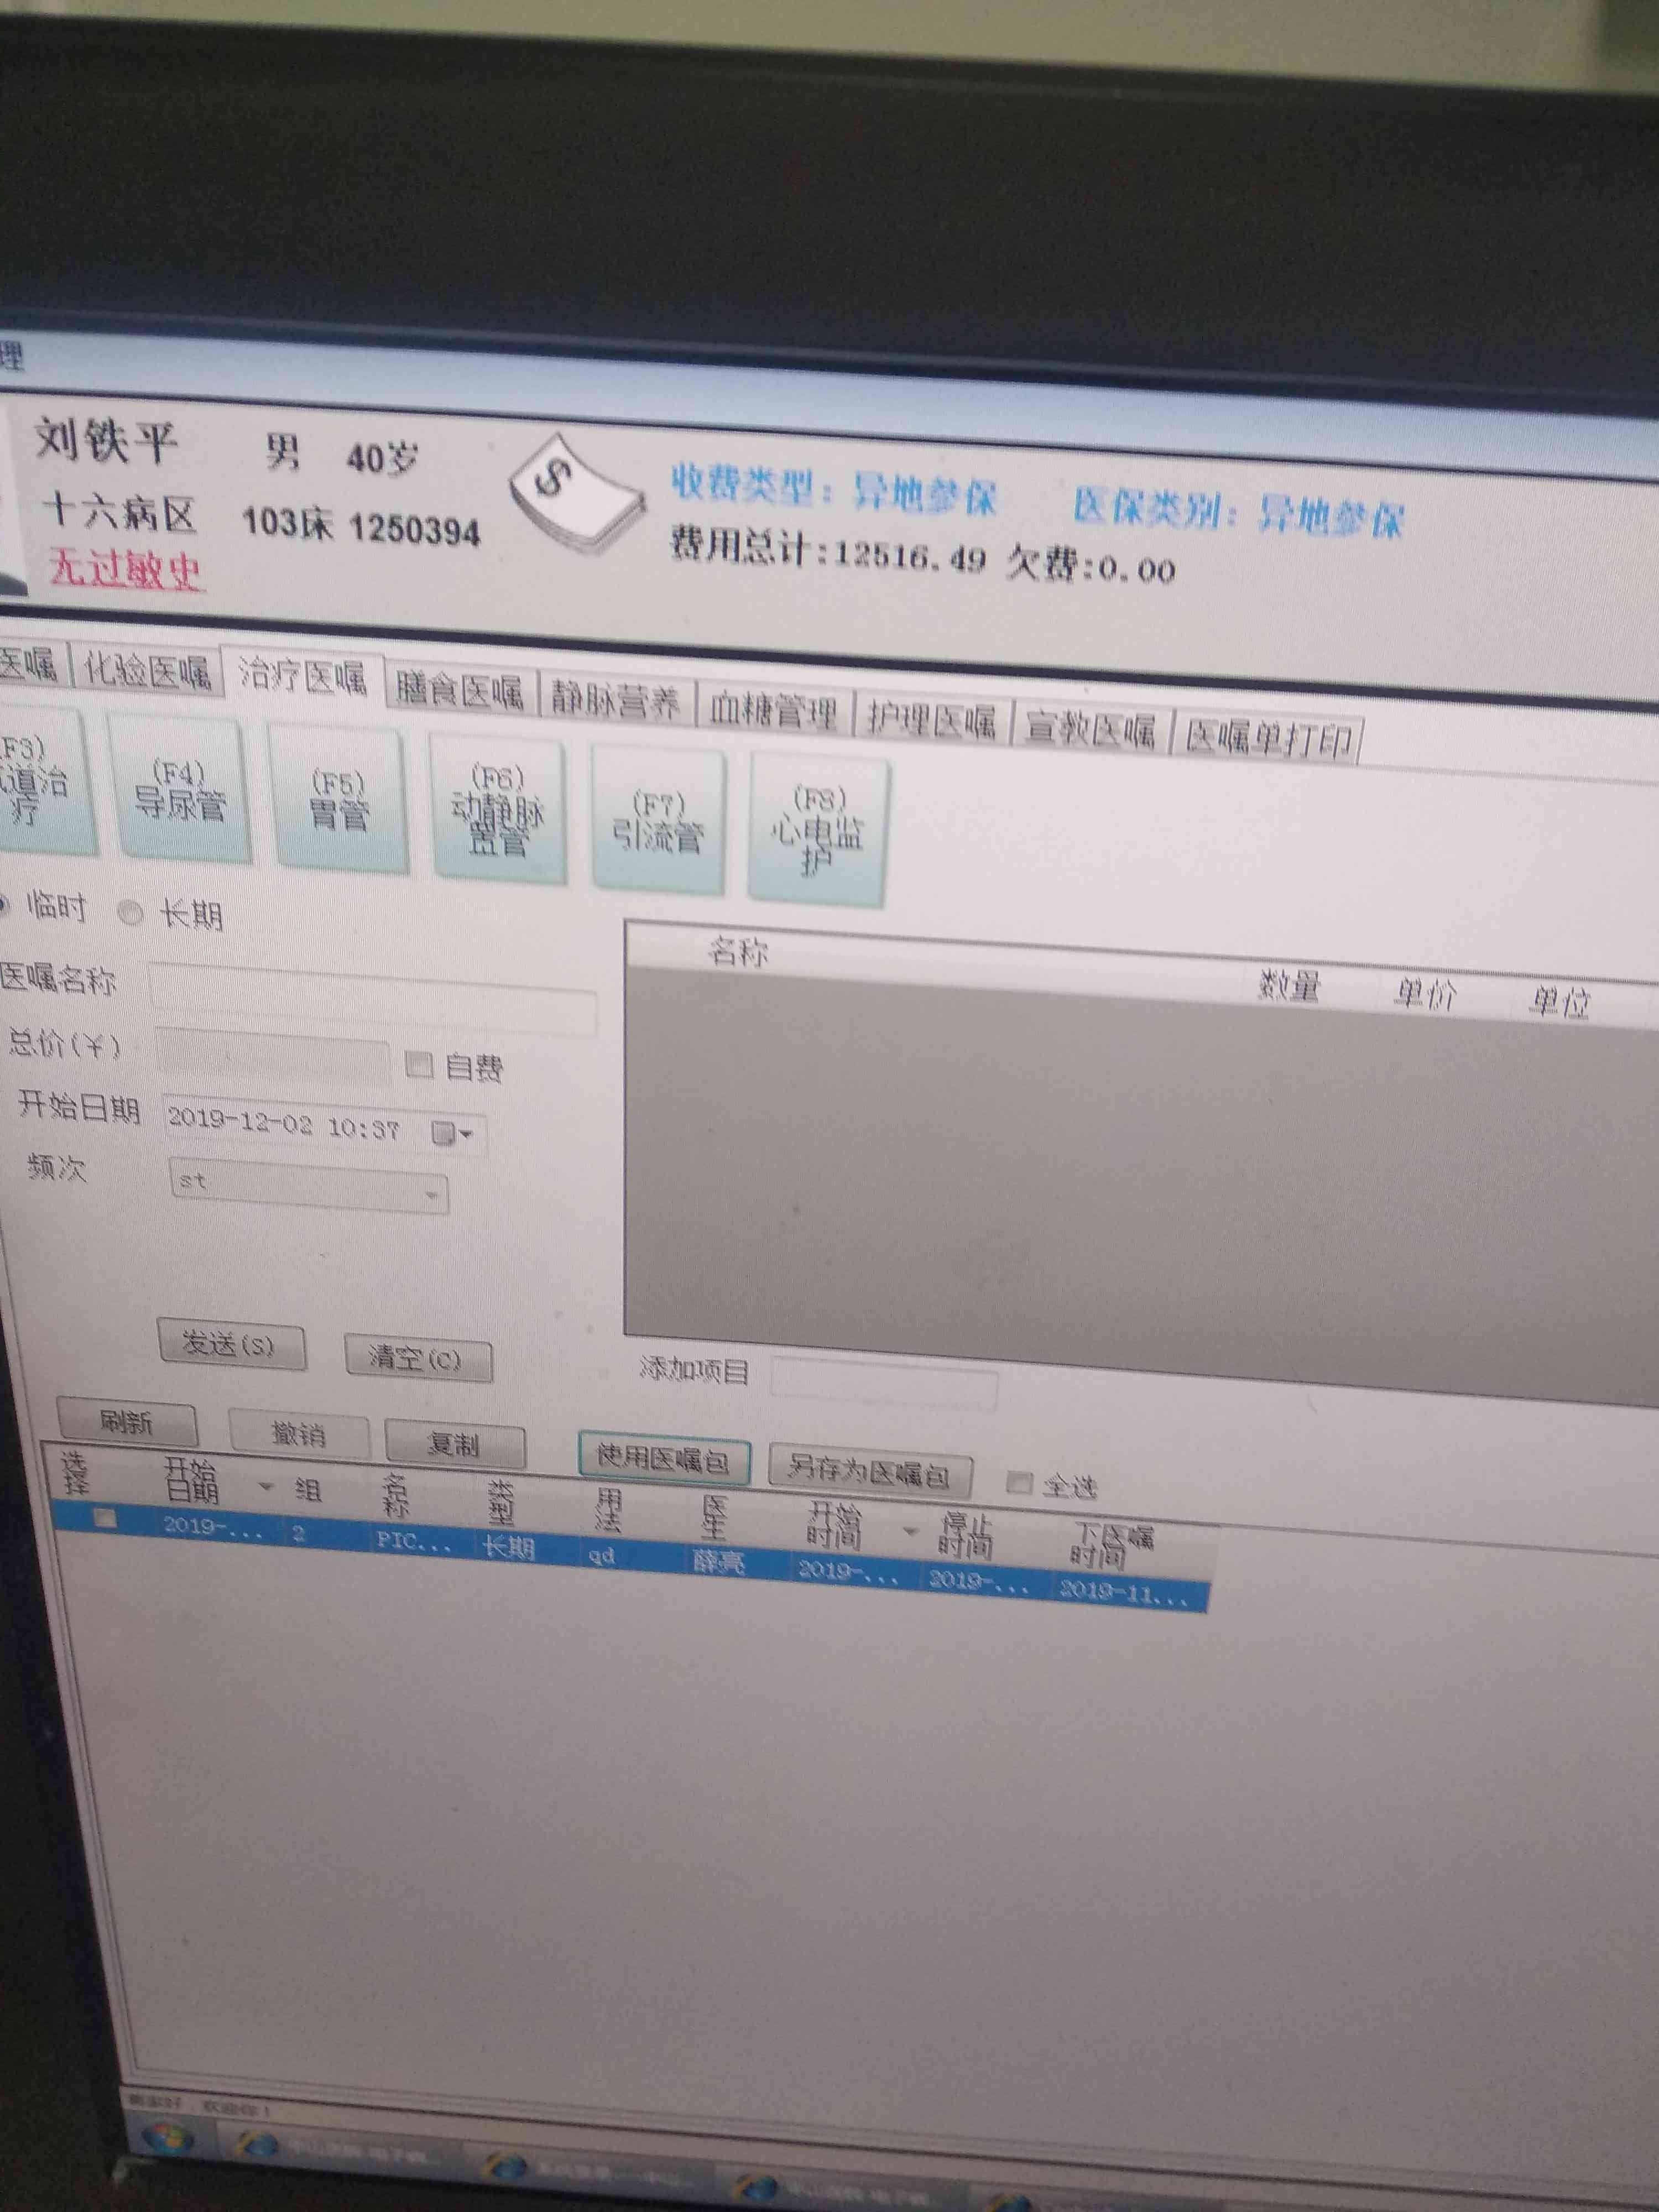 理
刘铁平 男 40岁
十六病区 103床 1250394
无过敏史
$
收费类型：异地参保 医保类别：异地参保
费用总计:12516.49 欠费:0.00
医嘱 化验医嘱 治疗医嘱 膳食医嘱 静脉营养 血糖管理 护理医嘱 宣教医嘱 医嘱单打印
(F3)
道治
疗
(F4)
导尿管
(F5)
胃管
(F6)
动静脉
置管
(F7)
引流管
(F8)
心电监
护
临时 长期
医嘱名称
总价(¥) 自费
开始日期 2019-12-02 10:37
频次 st
名称 数量 单价 单位
发送(S) 清空(C)
添加项目
刷新 撤销 复制 使用医嘱包 另存为医嘱包 全选
选择 开始日期 组 名称 类型 用法 医生 开始时间 停止时间 下医嘱时间
2019-... 2 PIC... 长期 qd 薛亮 2019-... 2019-... 2019-11...